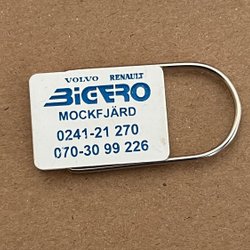 VOLVO RENAULT
BIGERO
MOCKFJÄRD
0241-21 270
070-30 99 226